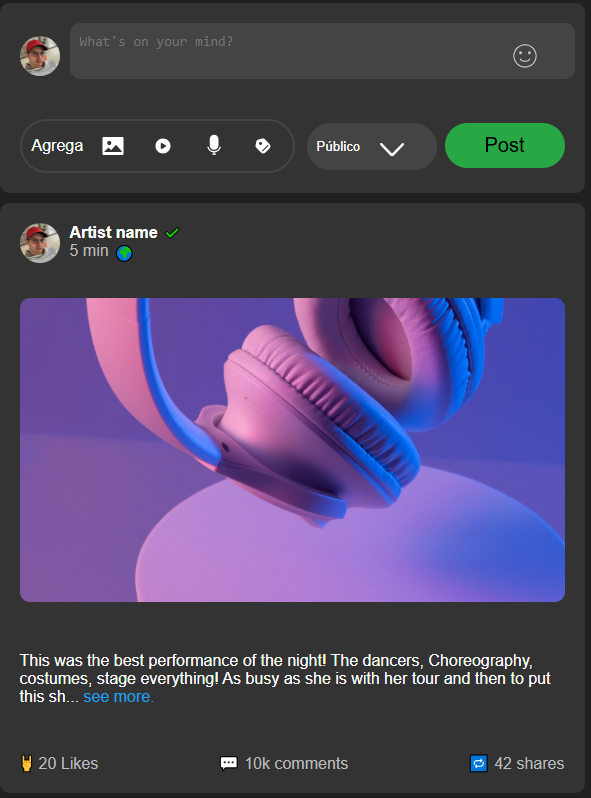 What's on your mind?
Agrega
Público
Post
Artist name
5 min
This was the best performance of the night! The dancers, Choreography,
costumes, stage everything! As busy as she is with her tour and then to put
this sh... see more.
20 Likes
10k comments
42 shares